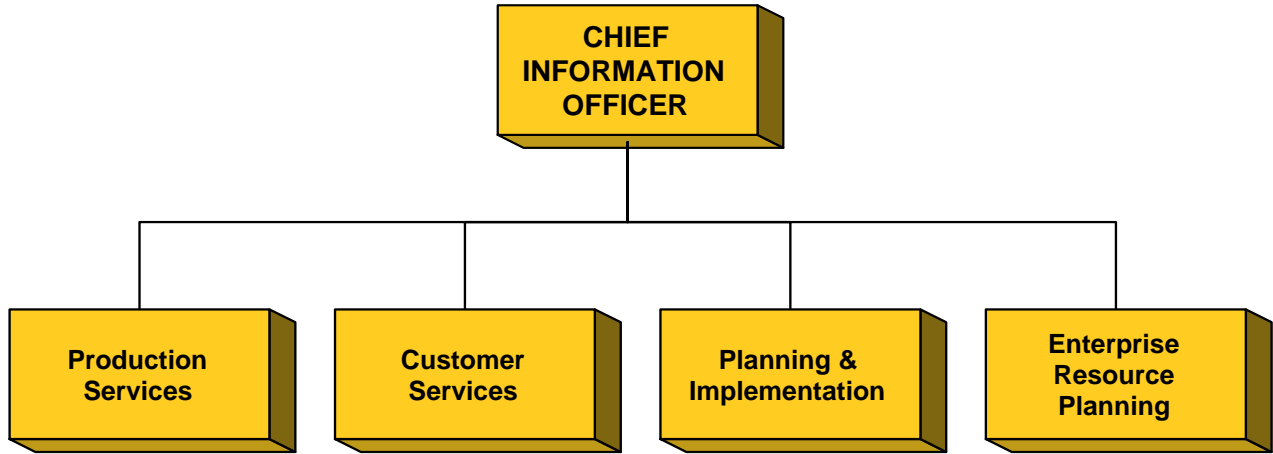 CHIEF
INFORMATION
OFFICER
Production
Services
Customer
Services
Planning &
Implementation
Enterprise
Resource
Planning